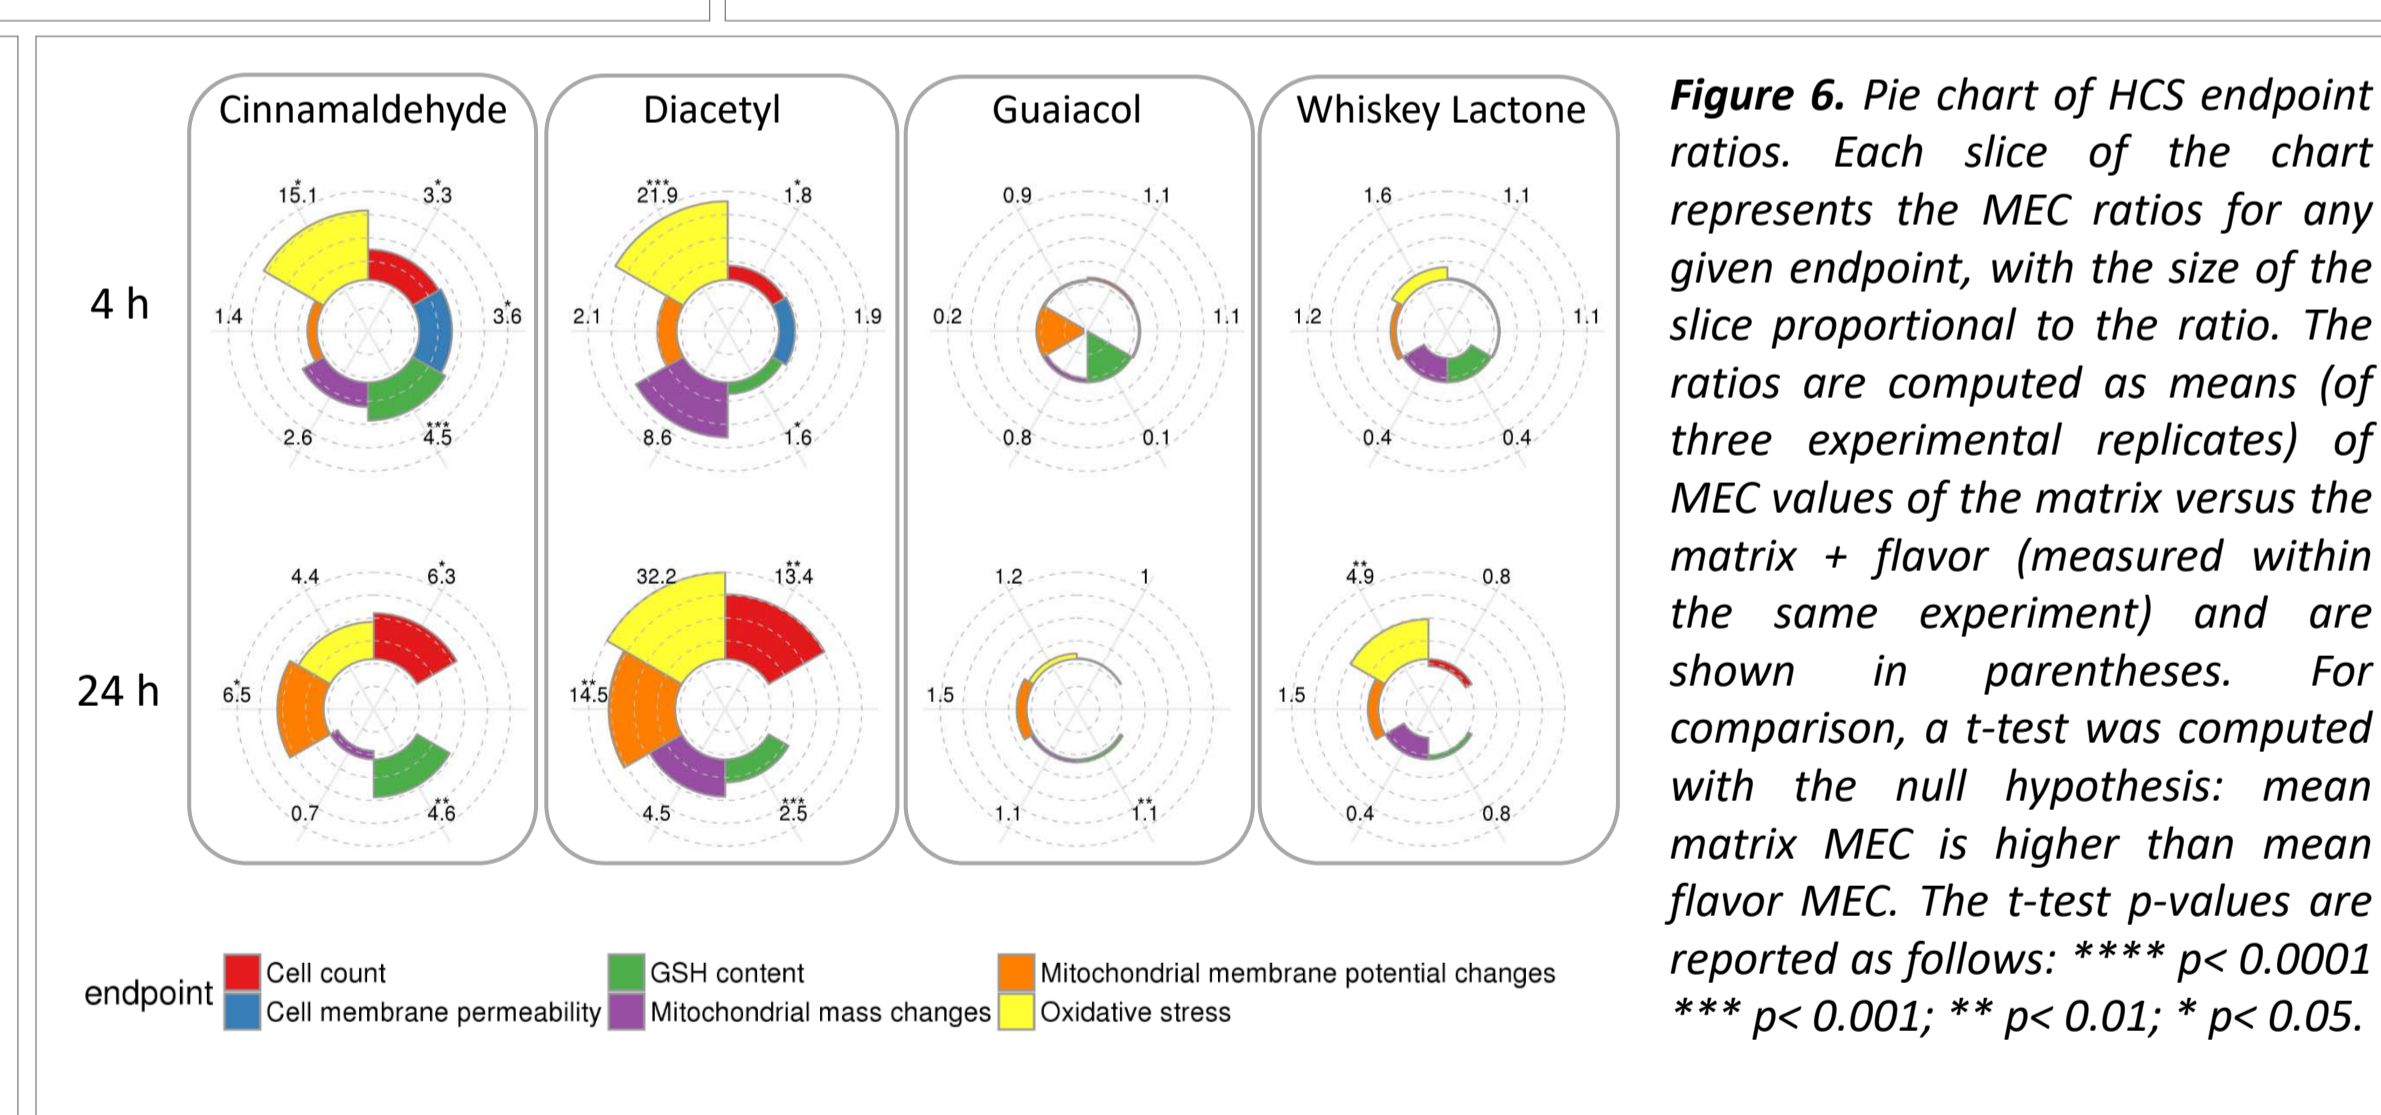 Cinnamaldehyde
Diacetyl
Guaiacol
Whiskey Lactone
4 h
*
15.1
*
3.3
*
3.6
***
4.5
2.6
1.4
***
21.9
*
1.8
1.9
*
1.6
8.6
2.1
0.9
1.1
1.1
0.1
0.8
0.2
1.6
1.1
1.1
0.4
0.4
1.2
24 h
4.4
*
6.3
**
4.6
0.7
*
6.5
32.2
**
13.4
***
2.5
4.5
**
14.5
1.2
1
**
1.1
1.1
1.5
**
4.9
0.8
0.8
0.4
1.5
endpoint
Cell count
Cell membrane permeability
GSH content
Mitochondrial mass changes
Mitochondrial membrane potential changes
Oxidative stress
Figure 6. Pie chart of HCS endpoint
ratios. Each slice of the chart
represents the MEC ratios for any
given endpoint, with the size of the
slice proportional to the ratio. The
ratios are computed as means (of
three experimental replicates) of
MEC values of the matrix versus the
matrix + flavor (measured within
the same experiment) and are
shown in parentheses. For
comparison, a t-test was computed
with the null hypothesis: mean
matrix MEC is higher than mean
flavor MEC. The t-test p-values are
reported as follows: **** p< 0.0001
*** p< 0.001; ** p< 0.01; * p< 0.05.